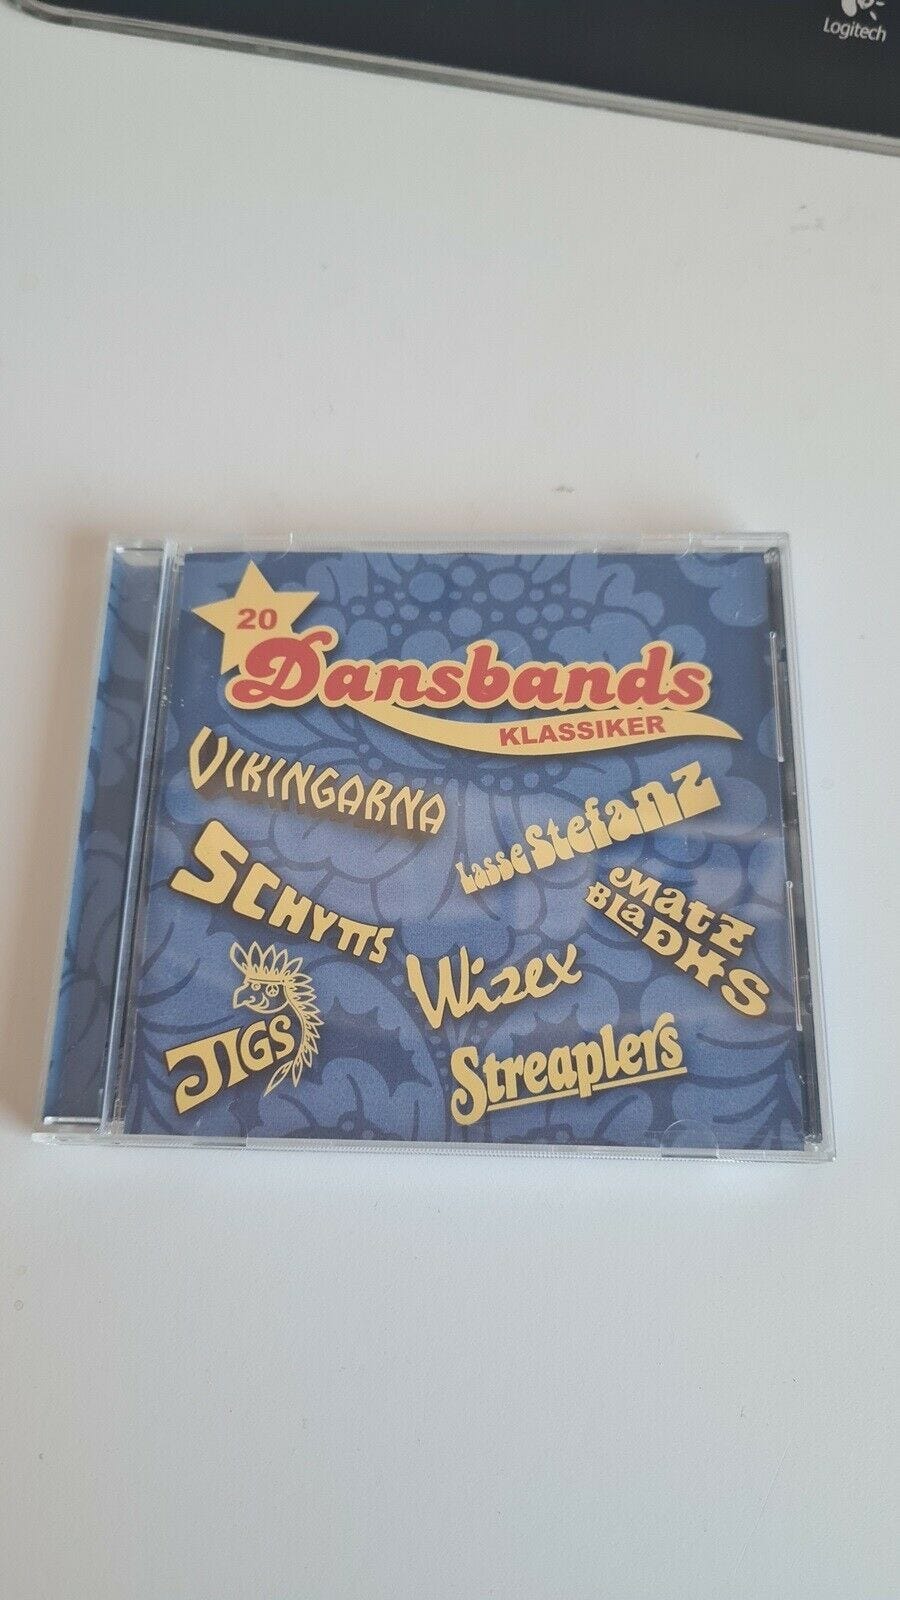 Logitech
20
Dansbands
KLASSIKER
VIKINGARNA
Lasse Stefanz
SCHYTTS
Matz
BLaDHS
Wizex
JIGS
Streaplers